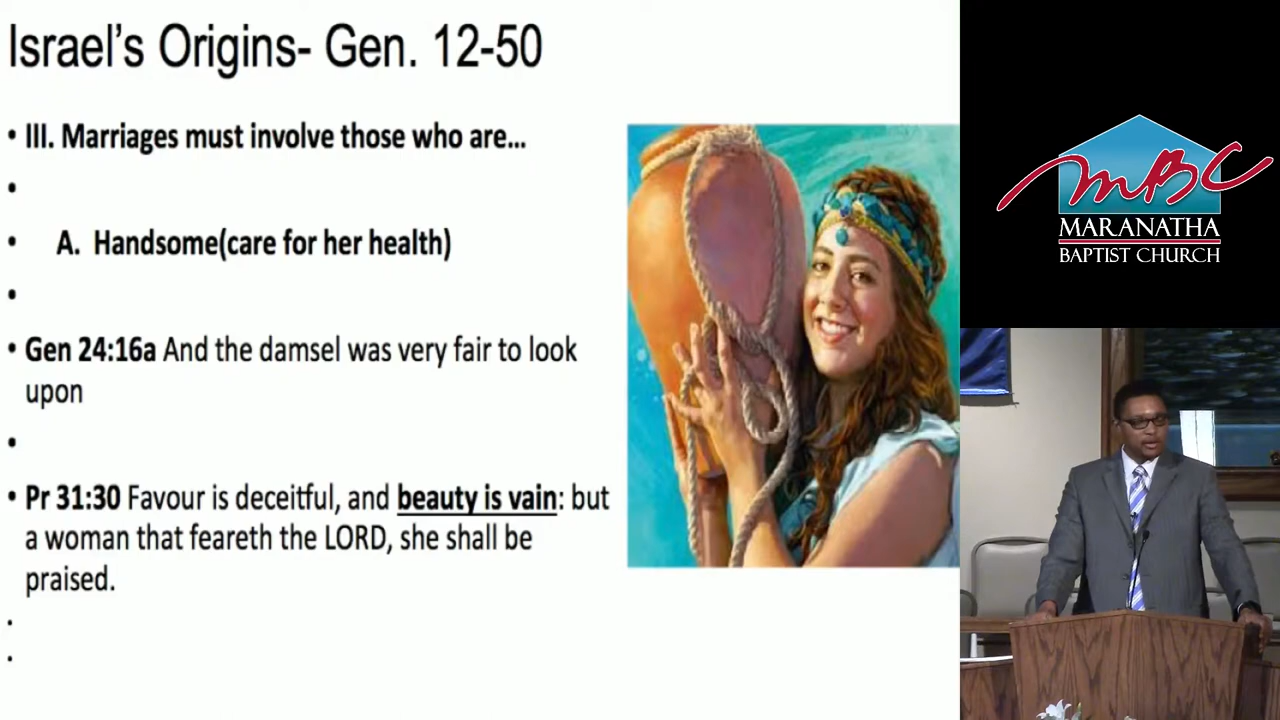 Israel's Origins- Gen. 12-50
• III. Marriages must involve those who are...
•
• A. Handsome(care for her health)
•
• Gen 24:16a And the damsel was very fair to look
upon
•
• Pr 31:30 Favour is deceitful, and beauty is vain: but
a woman that feareth the LORD, she shall be
praised.
•
•
MBC
MARANATHA
BAPTIST CHURCH